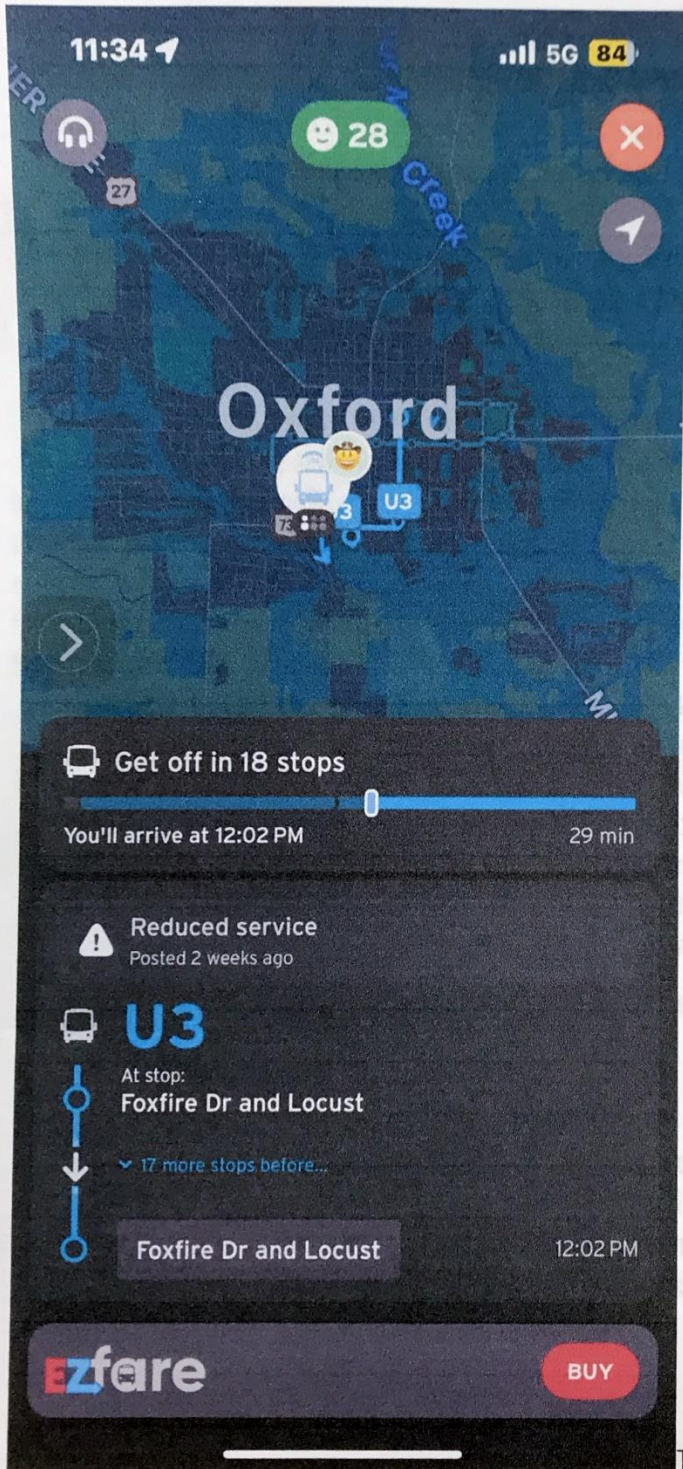 11:34
5G 84
28
27
Creek
Oxford
U3
73
Get off in 18 stops
You'll arrive at 12:02 PM
29 min
Reduced service
Posted 2 weeks ago
U3
At stop:
Foxfire Dr and Locust
17 more stops before...
Foxfire Dr and Locust
12:02 PM
EZfare
BUY